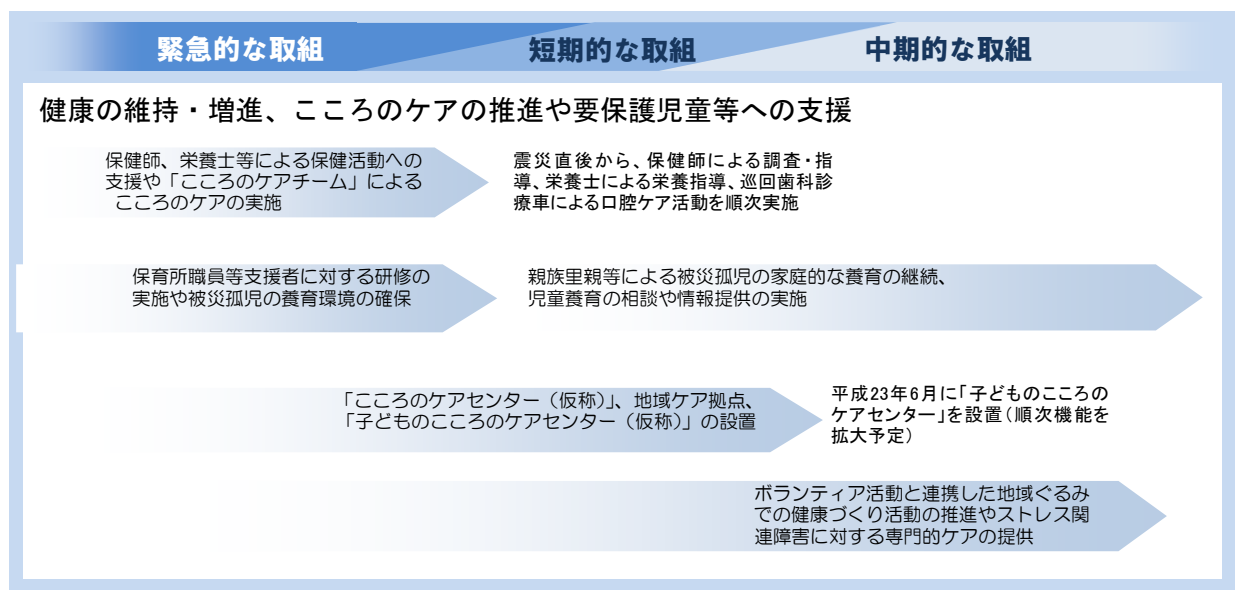 緊急的な取組
短期的な取組
中期的な取組
健康の維持・増進、こころのケアの推進や要保護児童等への支援
保健師、栄養士等による保健活動への
支援や「こころのケアチーム」による
こころのケアの実施
震災直後から、保健師による調査・指
導、栄養士による栄養指導、巡回歯科診
療車による口腔ケア活動を順次実施
保育所職員等支援者に対する研修の
実施や被災孤児の養育環境の確保
親族里親等による被災孤児の家庭的な養育の継続、
児童養育の相談や情報提供の実施
「こころのケアセンター（仮称）」、地域ケア拠点、
「子どものこころのケアセンター（仮称）」の設置
平成23年6月に「子どものこころの
ケアセンター」を設置（順次機能を
拡大予定）
ボランティア活動と連携した地域ぐるみ
での健康づくり活動の推進やストレス関
連障害に対する専門的ケアの提供